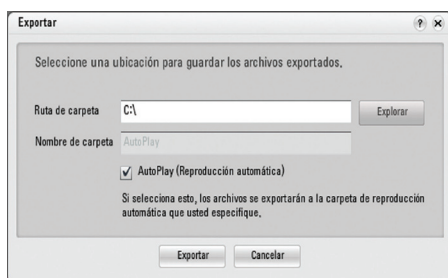 Exportar
? x
Seleccione una ubicación para guardar los archivos exportados.
Ruta de carpeta C:\ Explorar
Nombre de carpeta AutoPlay
AutoPlay (Reproducción automática)
Si selecciona esto, los archivos se exportarán a la carpeta de reproducción
automática que usted especifique.
Exportar Cancelar